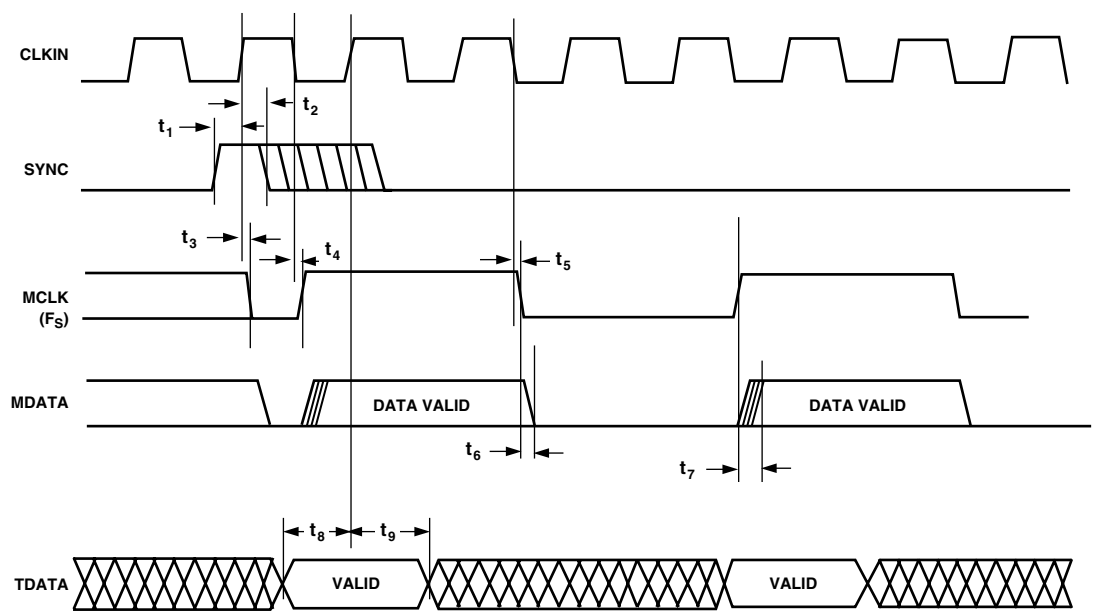 CLKIN
t2
t1
SYNC
t3
t4
t5
MCLK
(FS)
MDATA
DATA VALID
DATA VALID
t6
t7
t8
t9
TDATA
VALID
VALID